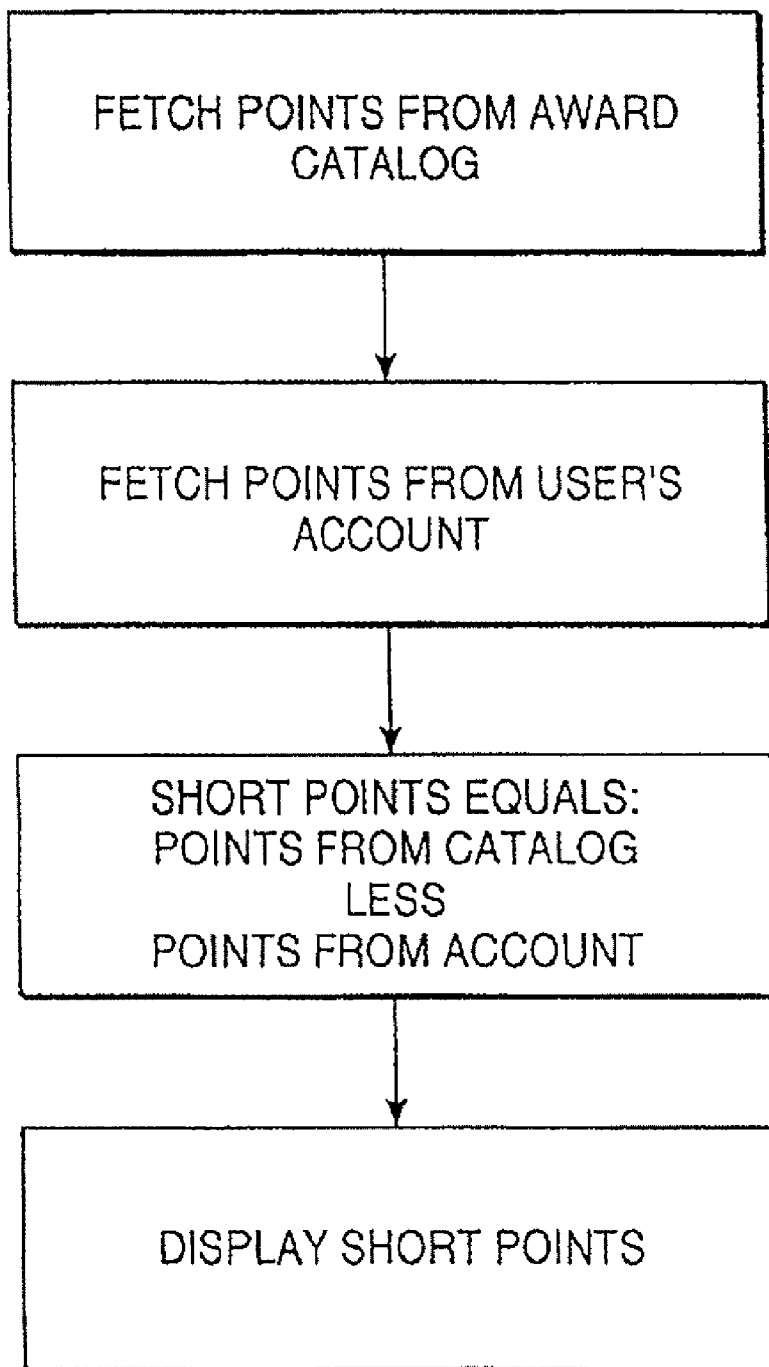 FETCH POINTS FROM AWARD
CATALOG
FETCH POINTS FROM USER'S
ACCOUNT
SHORT POINTS EQUALS:
POINTS FROM CATALOG
LESS
POINTS FROM ACCOUNT
DISPLAY SHORT POINTS